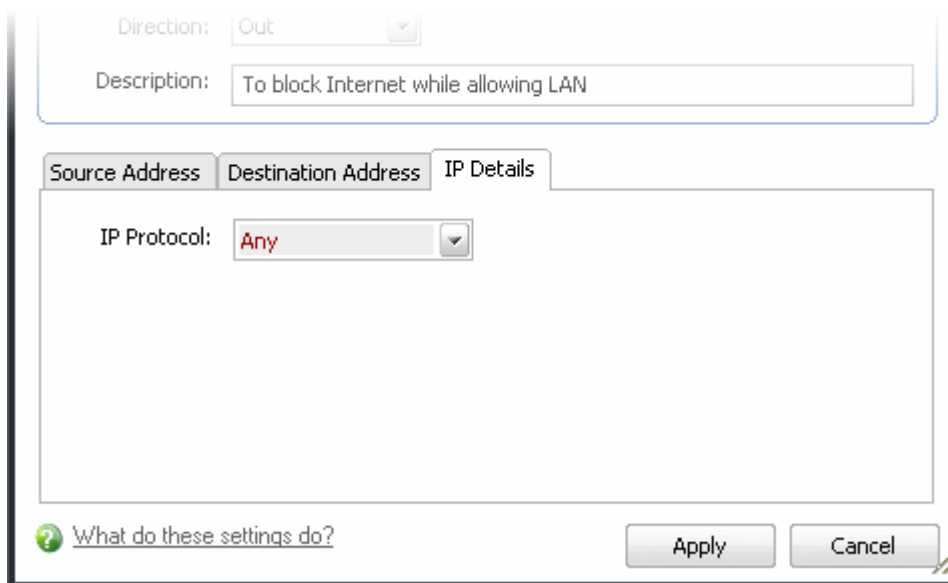 Direction: Out
Description: To block Internet while allowing LAN
Source Address Destination Address IP Details
IP Protocol: Any
What do these settings do? Apply Cancel